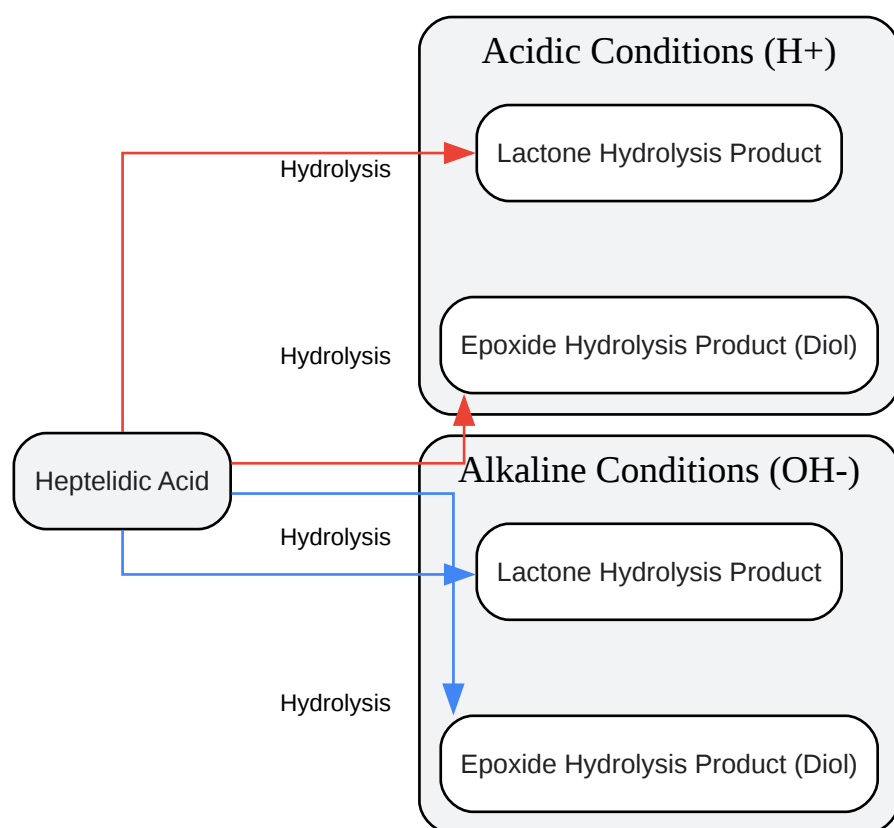 Acidic Conditions (H+)
Lactone Hydrolysis Product
Hydrolysis
Hydrolysis
Epoxide Hydrolysis Product (Diol)
Heptelidic Acid
Alkaline Conditions (OH-)
Hydrolysis
Lactone Hydrolysis Product
Hydrolysis
Epoxide Hydrolysis Product (Diol)